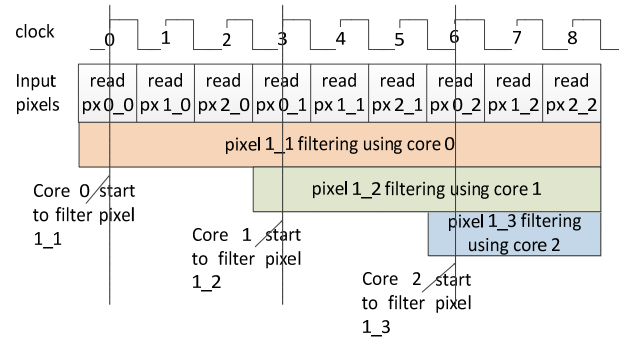 clock
0 1 2 3 4 5 6 7 8
Input read read read read read read read read read
pixels px 0_0 px 1_0 px 2_0 px 0_1 px 1_1 px 2_1 px 0_2 px 1_2 px 2_2
pixel 1_1 filtering using core 0
pixel 1_2 filtering using core 1
pixel 1_3 filtering
using core 2
Core 0 start
to filter pixel
1_1
Core 1 start
to filter pixel
1_2
Core 2 start
to filter pixel
1_3